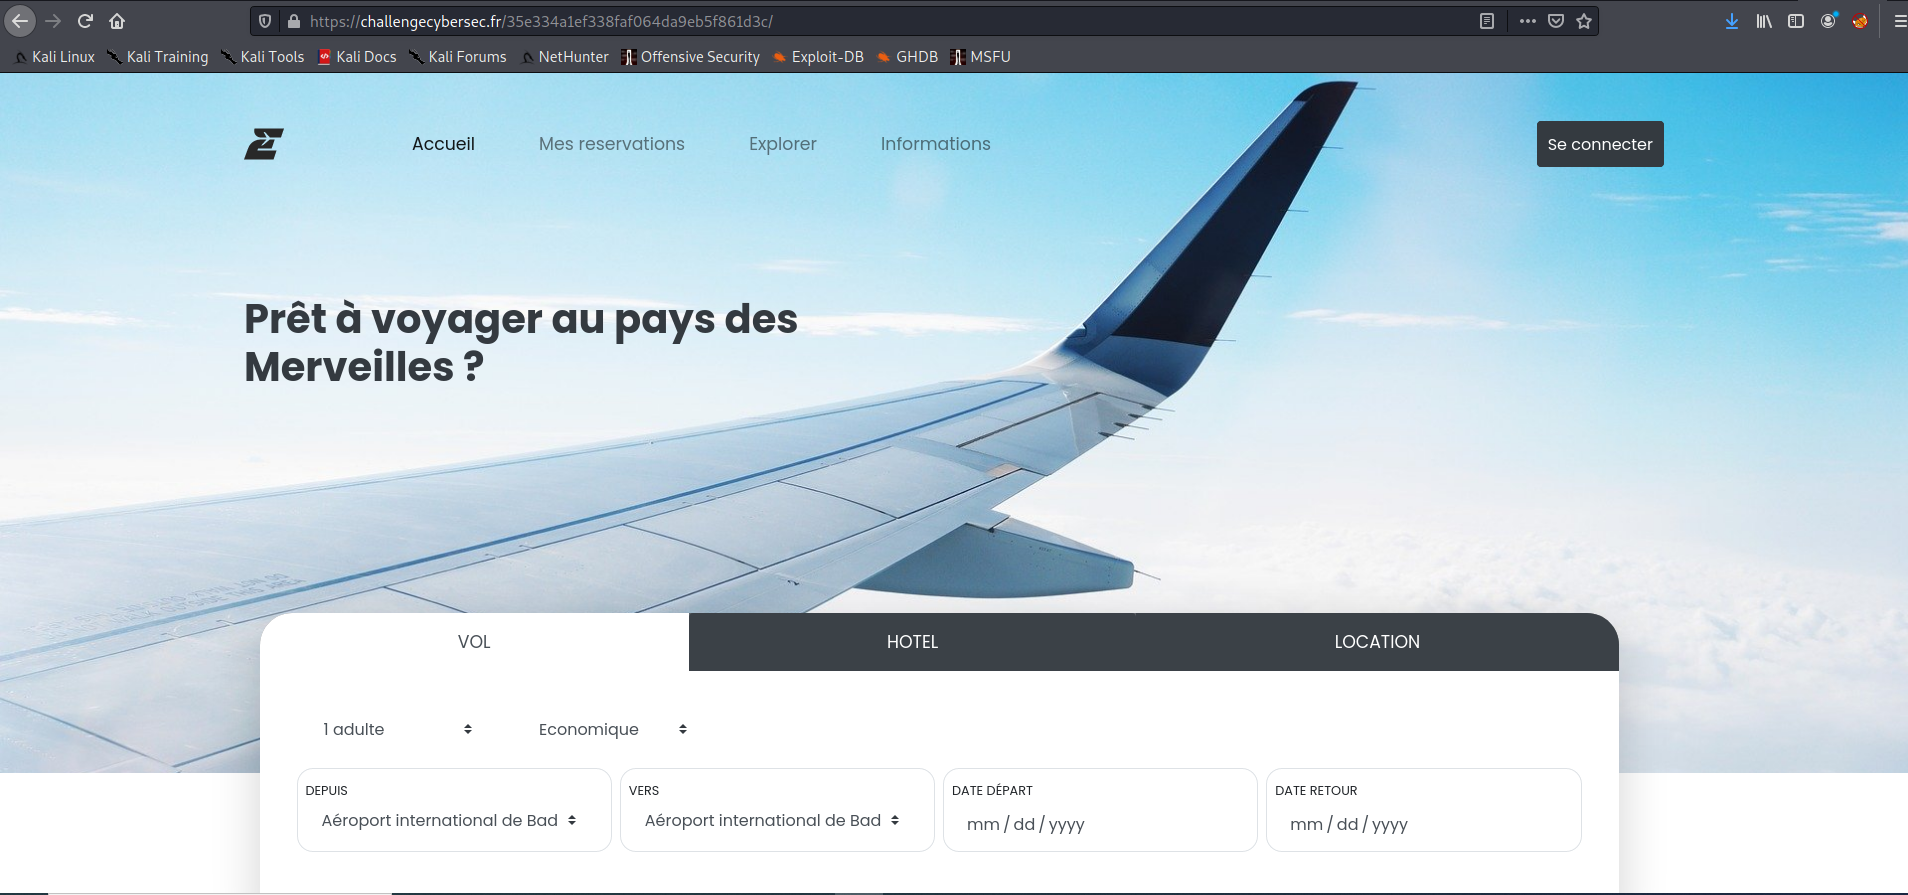 https://challengecybersec.fr/35e334a1ef338faf064da9eb5f861d3c/
Kali Linux Kali Training Kali Tools Kali Docs Kali Forums NetHunter Offensive Security Exploit-DB GHDB MSFU
Accueil Mes reservations Explorer Informations Se connecter
Prêt à voyager au pays des
Merveilles ?
VOL HOTEL LOCATION
1 adulte Economique
DEPUIS VERS DATE DÉPART DATE RETOUR
Aéroport international de Bad Aéroport international de Bad mm / dd / yyyy mm / dd / yyyy